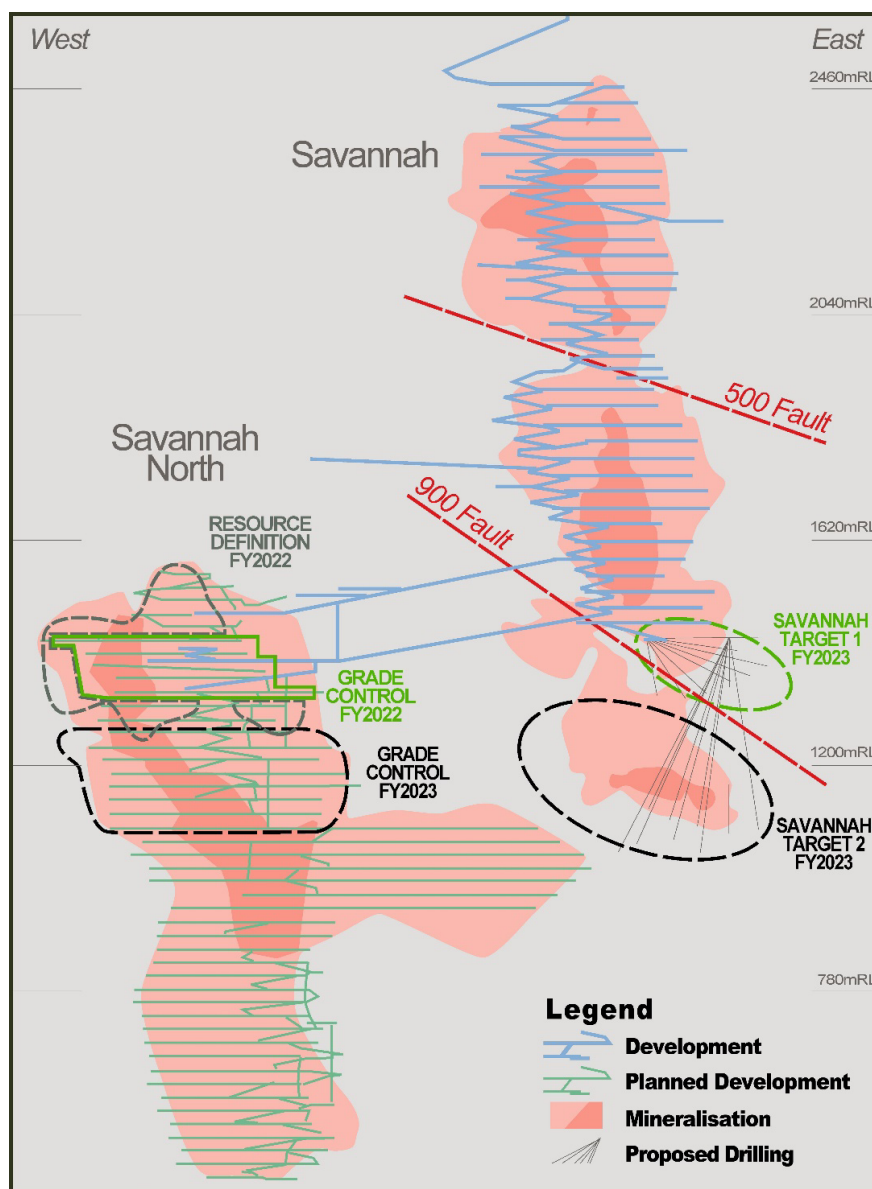 West
East
2460mRL
Savannah
2040mRL
500 Fault
Savannah
North
900 Fault
1620mRL
RESOURCE
DEFINITION
FY2022
SAVANNAH
TARGET 1
FY2023
GRADE
CONTROL
FY2022
GRADE
CONTROL
FY2023
1200mRL
SAVANNAH
TARGET 2
FY2023
780mRL
Legend
Development
Planned Development
Mineralisation
Proposed Drilling